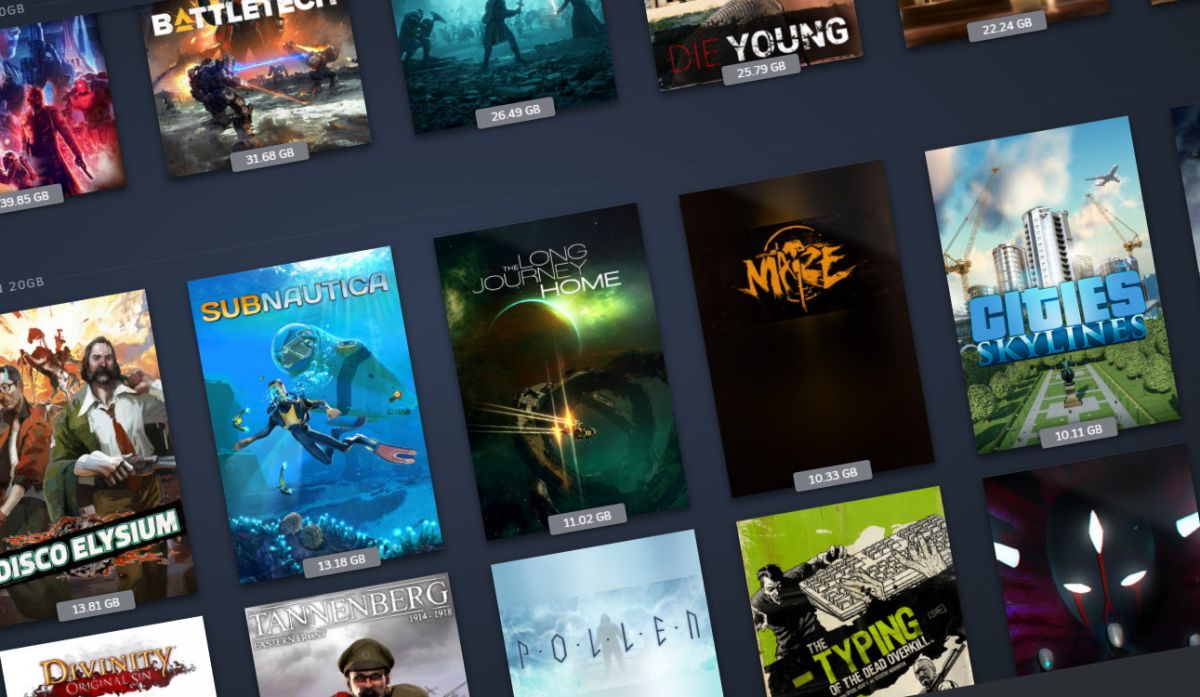 0GB
BATTLETECH
DIE YOUNG
39.85 GB
31.68 GB
26.49 GB
25.79 GB
22.24 GB
N 20GB
SUBNAUTICA
THE LONG
JOURNEY
HOME
MAIZE
CITIES
SKYLINES
DISCO ELYSIUM
13.81 GB
13.18 GB
11.02 GB
10.33 GB
10.11 GB
DIVINITY
ORIGINAL SIN
TANNENBERG
1914 - 1918
EASTERN FRONT
P·O·L·L·E·N
THE
TYPING
OF THE DEAD OVERKILL